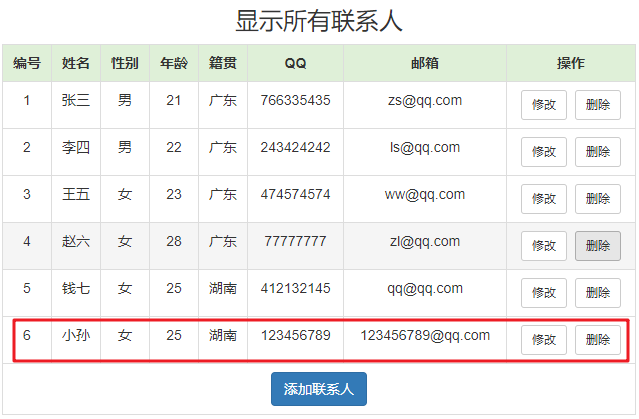 显示所有联系人
编号 姓名 性别 年龄 籍贯 QQ 邮箱 操作
1 张三 男 21 广东 766335435 zs@qq.com 修改 删除
2 李四 男 22 广东 243424242 ls@qq.com 修改 删除
3 王五 女 23 广东 474574574 ww@qq.com 修改 删除
4 赵六 女 28 广东 77777777 zl@qq.com 修改 删除
5 钱七 女 25 湖南 412132145 qq@qq.com 修改 删除
6 小孙 女 25 湖南 123456789 123456789@qq.com 修改 删除
添加联系人